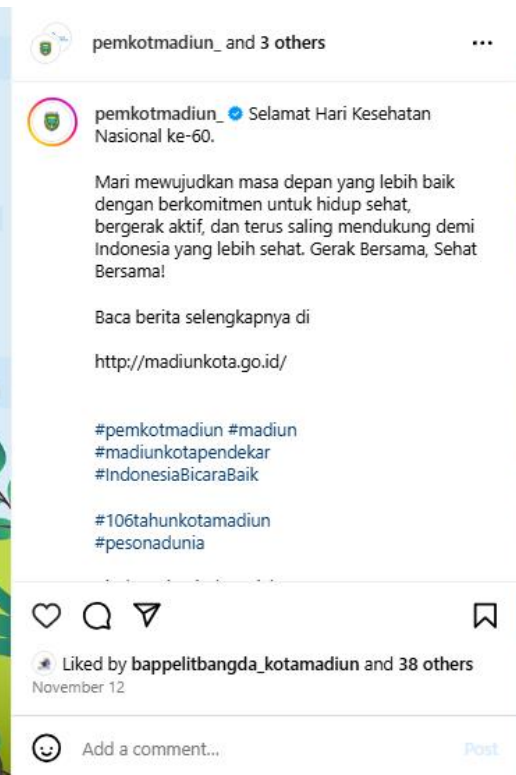 pemkotmadiun_ and 3 others
pemkotmadiun_ Selamat Hari Kesehatan
Nasional ke-60.
Mari mewujudkan masa depan yang lebih baik
dengan berkomitmen untuk hidup sehat,
bergerak aktif, dan terus saling mendukung demi
Indonesia yang lebih sehat. Gerak Bersama, Sehat
Bersama!
Baca berita selengkapnya di
http://madiunkota.go.id/
#pemkotmadiun #madiun
#madiunkotapendekar
#IndonesiaBicaraBaik
#106tahunkotamadiun
#pesonadunia
Liked by bappelitbangda_kotamadiun and 38 others
November 12
Add a comment...
Post